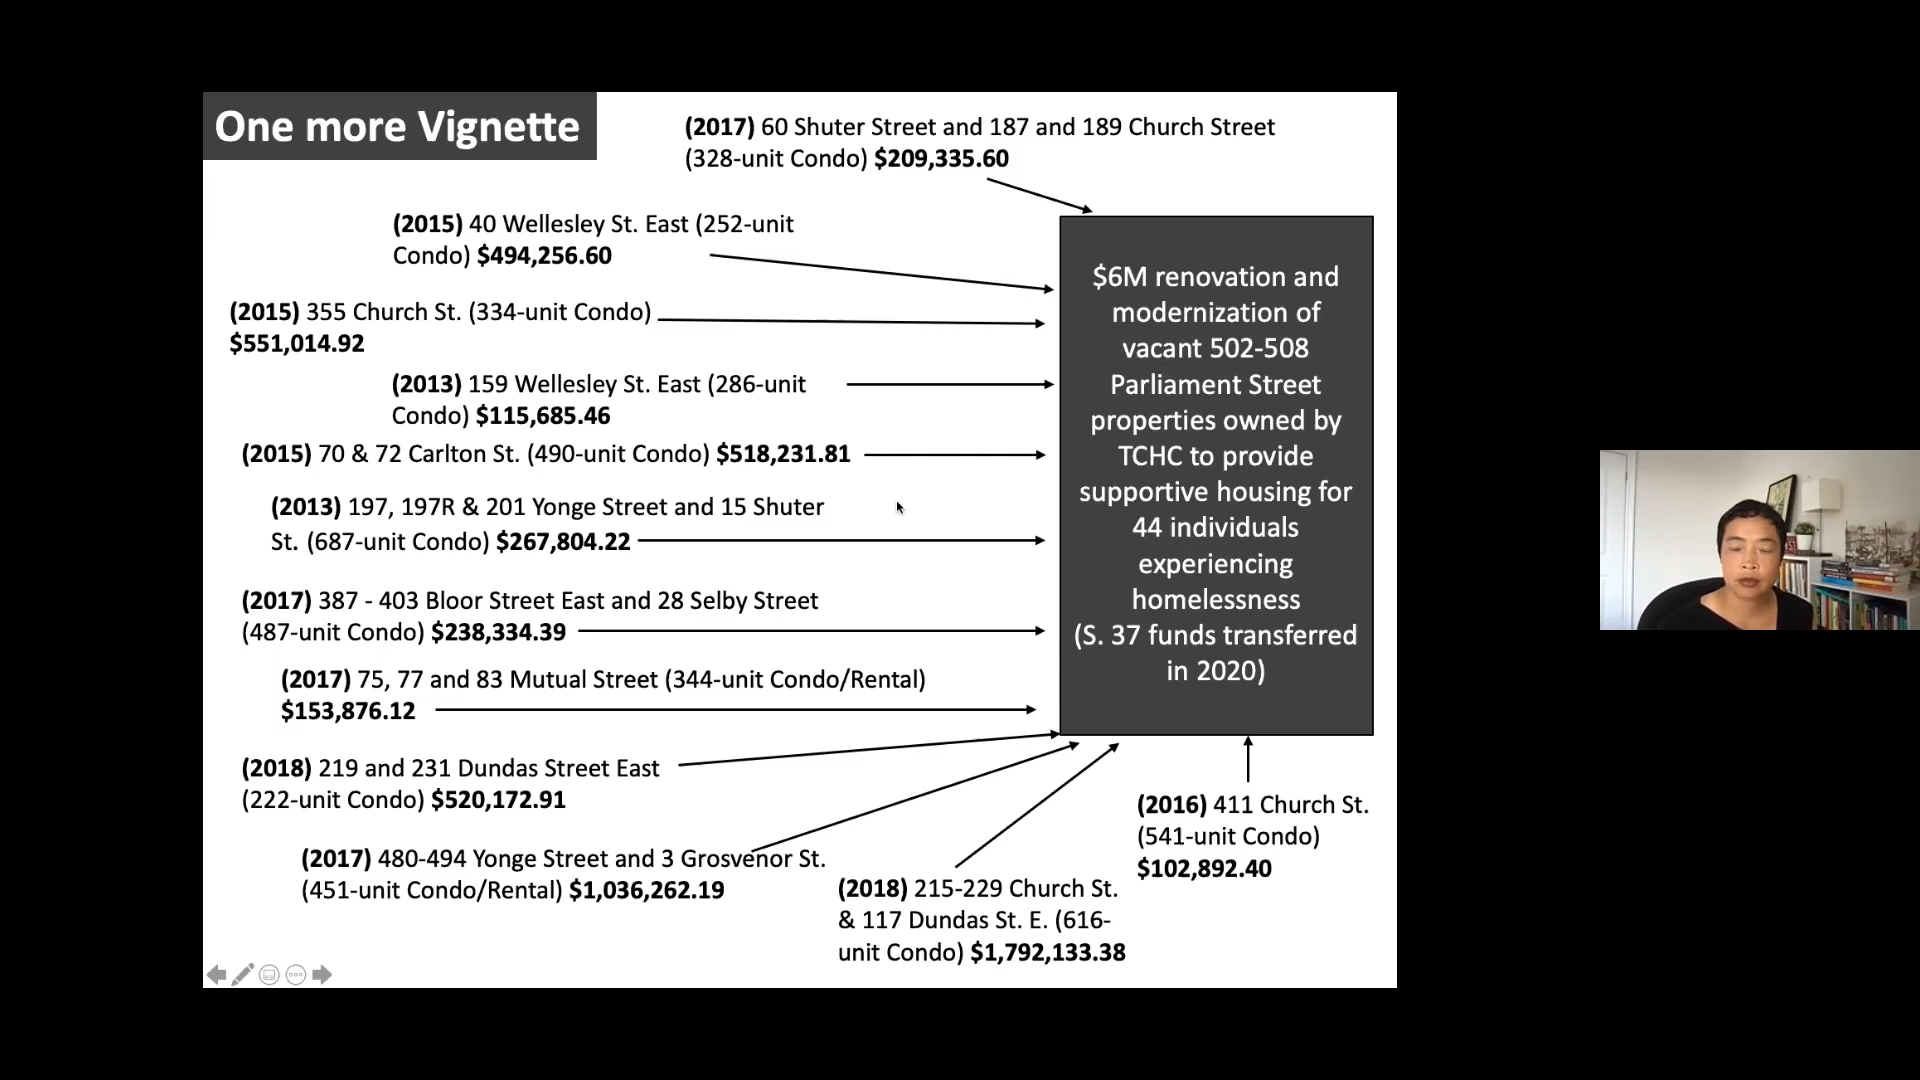 One more Vignette
(2017) 60 Shuter Street and 187 and 189 Church Street
(328-unit Condo) $209,335.60
(2015) 40 Wellesley St. East (252-unit
Condo) $494,256.60
(2015) 355 Church St. (334-unit Condo)
$551,014.92
(2013) 159 Wellesley St. East (286-unit
Condo) $115,685.46
(2015) 70 & 72 Carlton St. (490-unit Condo) $518,231.81
(2013) 197, 197R & 201 Yonge Street and 15 Shuter
St. (687-unit Condo) $267,804.22
(2017) 387 - 403 Bloor Street East and 28 Selby Street
(487-unit Condo) $238,334.39
(2017) 75, 77 and 83 Mutual Street (344-unit Condo/Rental)
$153,876.12
(2018) 219 and 231 Dundas Street East
(222-unit Condo) $520,172.91
(2017) 480-494 Yonge Street and 3 Grosvenor St.
(451-unit Condo/Rental) $1,036,262.19
(2018) 215-229 Church St.
& 117 Dundas St. E. (616-
unit Condo) $1,792,133.38
(2016) 411 Church St.
(541-unit Condo)
$102,892.40
$6M renovation and
modernization of
vacant 502-508
Parliament Street
properties owned by
TCHC to provide
supportive housing for
44 individuals
experiencing
homelessness
(S. 37 funds transferred
in 2020)